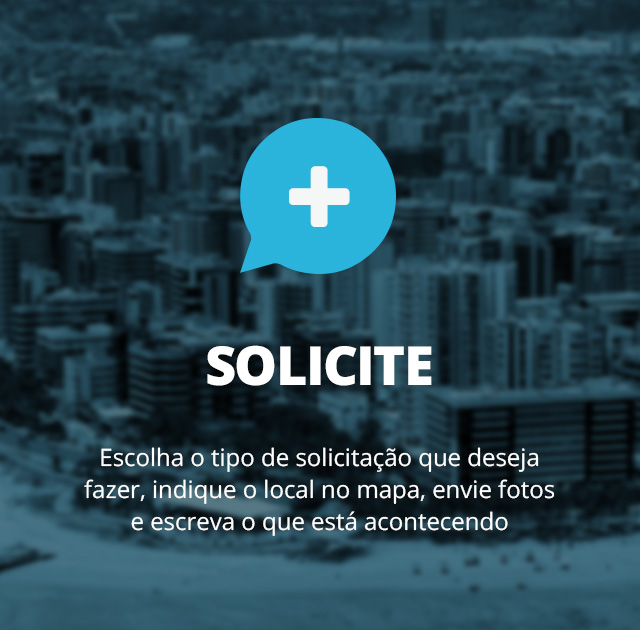 SOLICITE
Escolha o tipo de solicitação que deseja
fazer, indique o local no mapa, envie fotos
e escreva o que está acontecendo